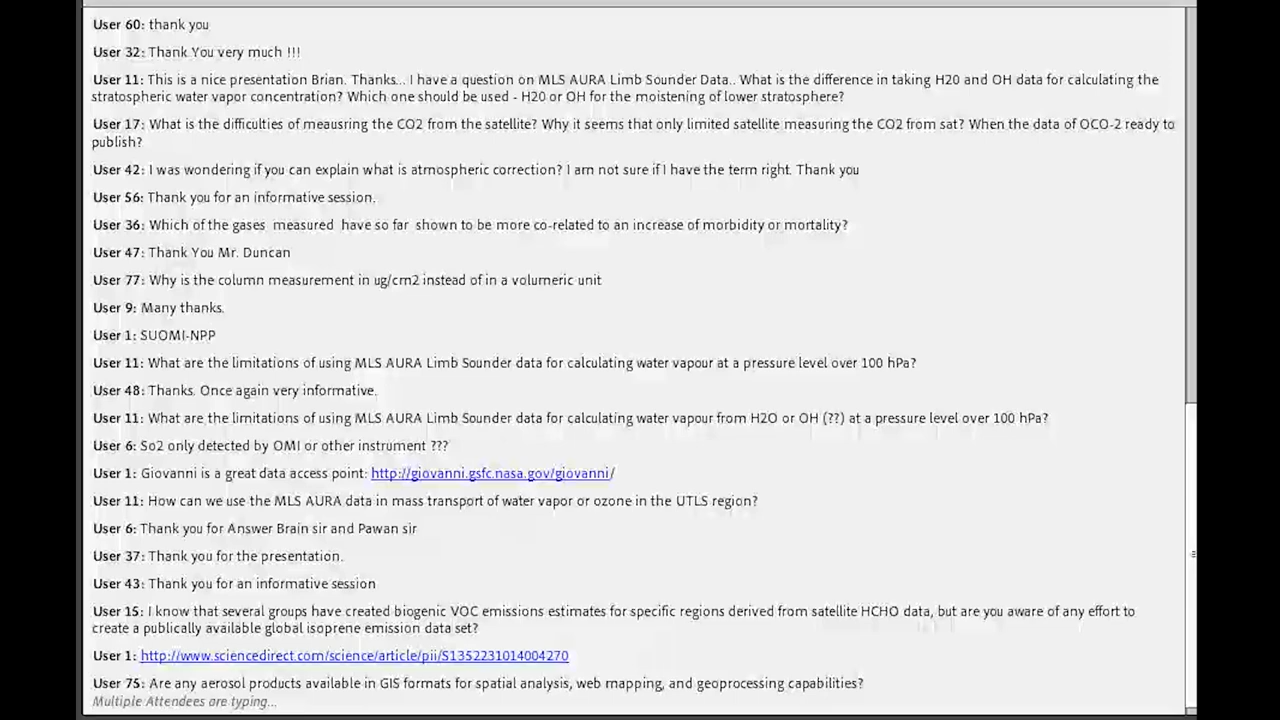 User 60: thank you
User 32: Thank You very much !!!
User 11: This is a nice presentation Brian. Thanks... I have a question on MLS AURA Limb Sounder Data.. What is the difference in taking H20 and OH data for calculating the
stratospheric water vapor concentration? Which one should be used - H20 or OH for the moistening of lower stratosphere?
User 17: What is the difficulties of meausring the CO2 from the satellite? Why it seems that only limited satellite measuring the CO2 from sat? When the data of OCO-2 ready to
publish?
User 42: I was wondering if you can explain what is atmospheric correction? I am not sure if I have the term right. Thank you
User 56: Thank you for an informative session.
User 36: Which of the gases measured have so far shown to be more co-related to an increase of morbidity or mortality?
User 47: Thank You Mr. Duncan
User 77: Why is the column measurement in ug/cm2 instead of in a volumeric unit
User 9: Many thanks.
User 1: SUOMI-NPP
User 11: What are the limitations of using MLS AURA Limb Sounder data for calculating water vapour at a pressure level over 100 hPa?
User 48: Thanks. Once again very informative.
User 11: What are the limitations of using MLS AURA Limb Sounder data for calculating water vapour from H2O or OH (??) at a pressure level over 100 hPa?
User 6: So2 only detected by OMI or other instrument ???
User 1: Giovanni is a great data access point: http://giovanni.gsfc.nasa.gov/giovanni/
User 11: How can we use the MLS AURA data in mass transport of water vapor or ozone in the UTLS region?
User 6: Thank you for Answer Brain sir and Pawan sir
User 37: Thank you for the presentation.
User 43: Thank you for an informative session
User 15: I know that several groups have created biogenic VOC emissions estimates for specific regions derived from satellite HCHO data, but are you aware of any effort to
create a publically available global isoprene emission data set?
User 1: http://www.sciencedirect.com/science/article/pii/S1352231014004270
User 75: Are any aerosol products available in GIS formats for spatial analysis, web mapping, and geoprocessing capabilities?
Multiple Attendees are typing...